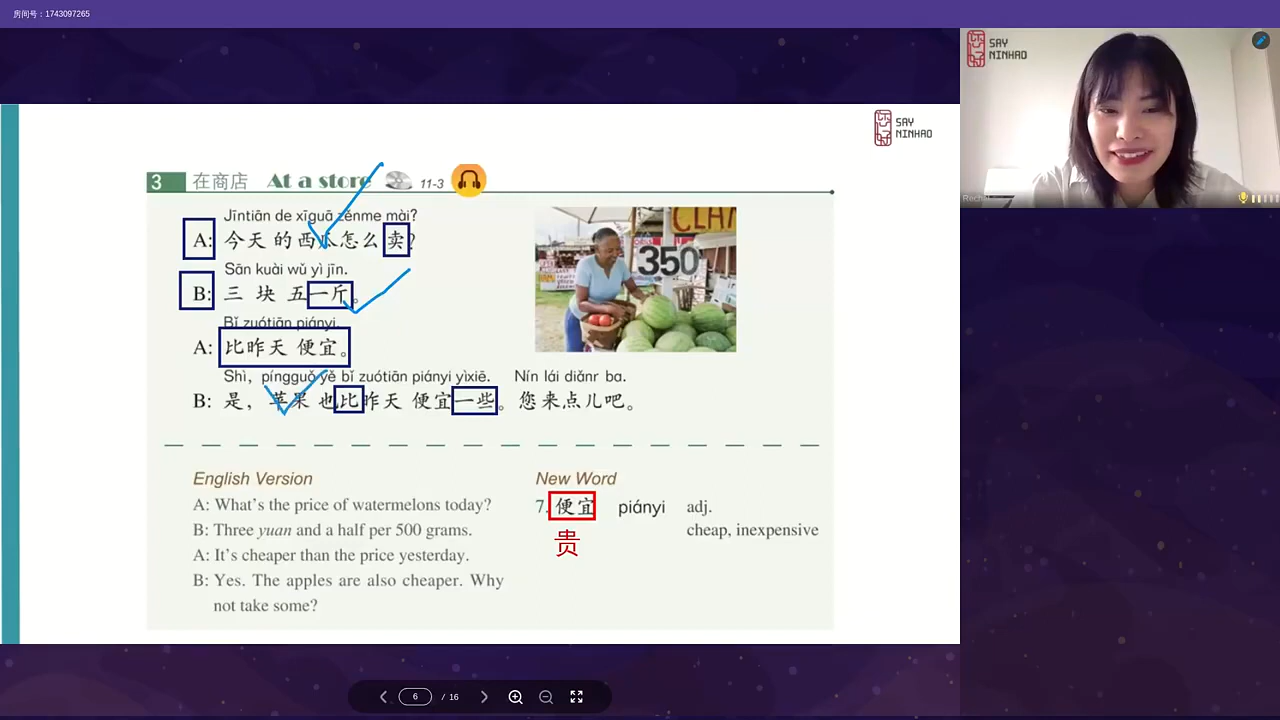 房间号：1743097265
SAY
NINHAO
SAY
NINHAO
3 在商店 At a store 11-3
Jīntiān de xīguā zěnme mài?
A: 今天的西瓜怎么卖?
Sān kuài wǔ yì jīn.
B: 三块五一斤。
Bǐ zuótiān piányi.
A: 比昨天便宜。
Shì, píngguǒ yě bǐ zuótiān piányi yìxiē. Nín lái diǎnr ba.
B: 是，苹果也比昨天便宜一些。您来点儿吧。
350
English Version
A: What's the price of watermelons today?
B: Three yuan and a half per 500 grams.
A: It's cheaper than the price yesterday.
B: Yes. The apples are also cheaper. Why
not take some?
New Word
7. 便宜 piányi adj.
cheap, inexpensive
贵
6 / 16